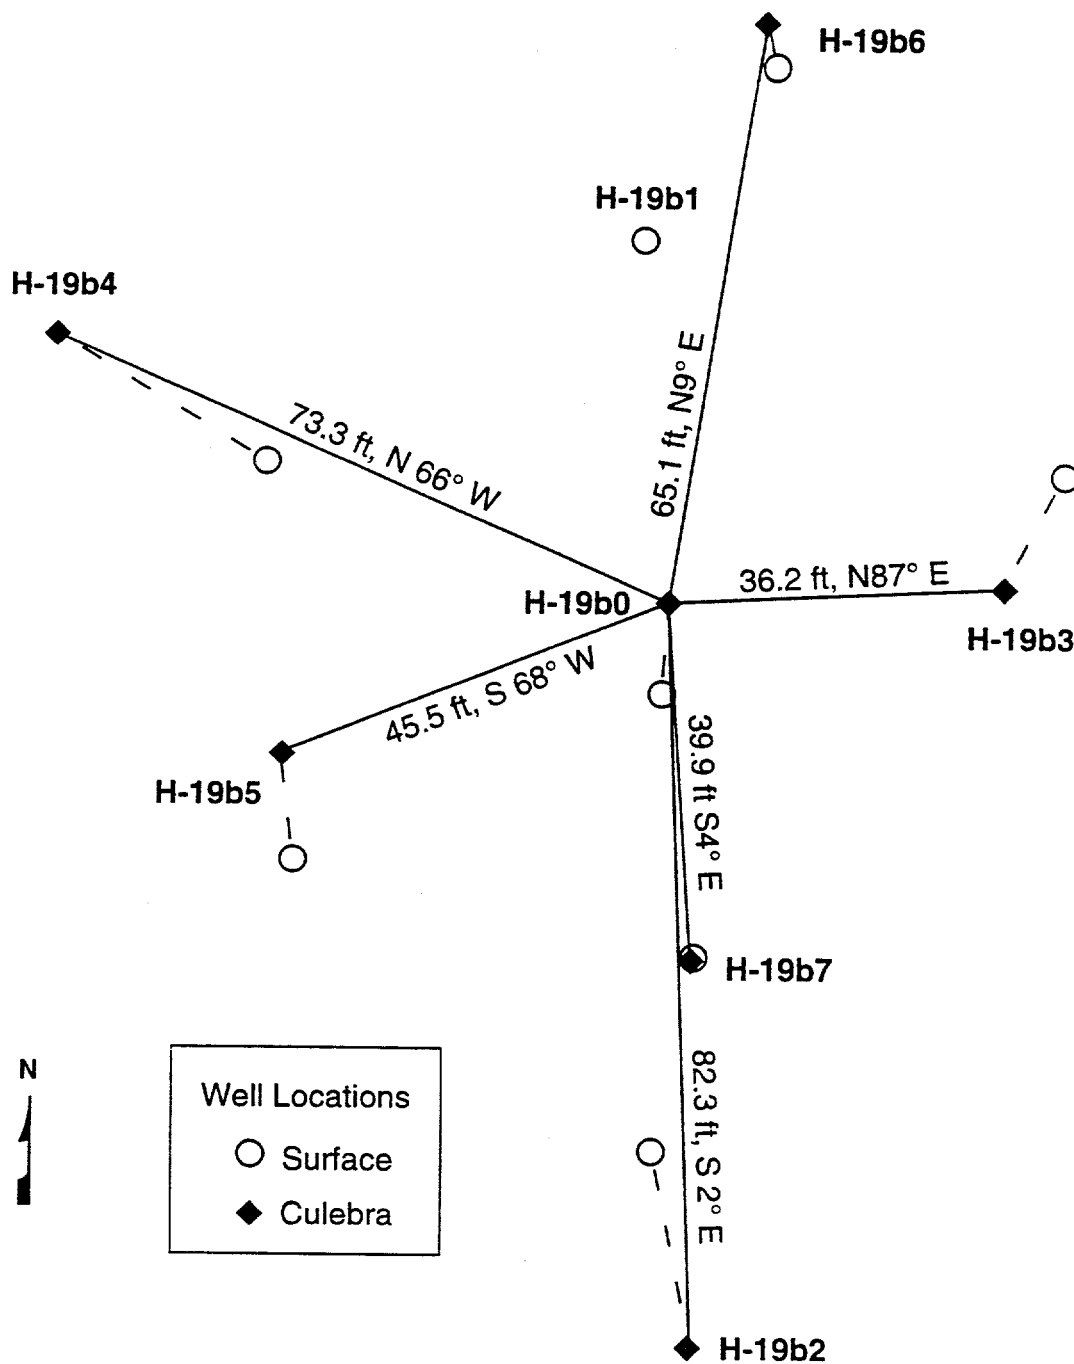 H-19b6
H-19b1
H-19b4
65.1 ft, N9° E
73.3 ft, N 66° W
36.2 ft, N87° E
H-19b0
H-19b3
45.5 ft, S 68° W
39.9 ft S4° E
H-19b5
H-19b7
N
82.3 ft, S 2° E
Well Locations
Surface
Culebra
H-19b2